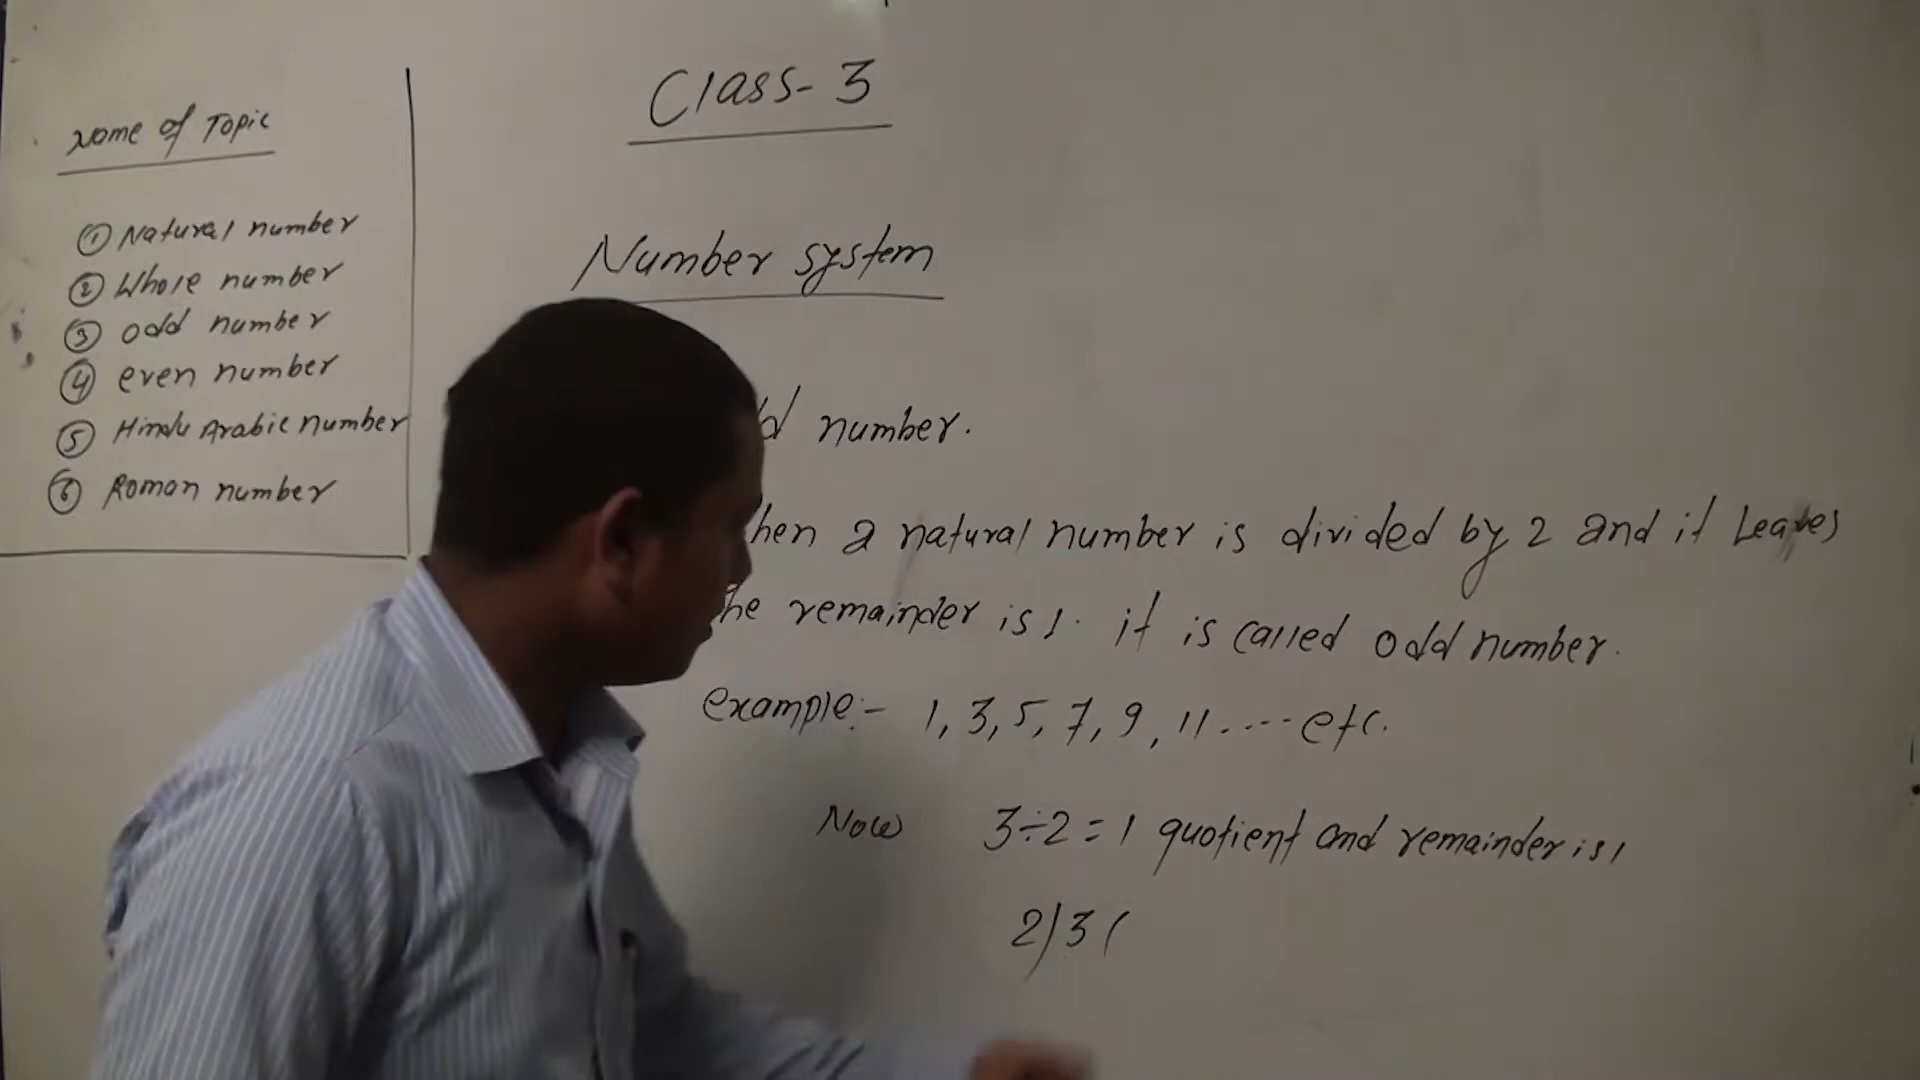 Class- 3
Name of Topic
① Natural number
② Whole number
③ odd number
④ even number
⑤ Hindu Arabic number
⑥ Roman number
Number system
d number.
hen a natural number is divided by 2 and it Leaves
he remainder is 1. it is called odd number.
example:- 1, 3, 5, 7, 9, 11.... etc.
Now 3÷2 = 1 quotient and remainder is 1
2)3(